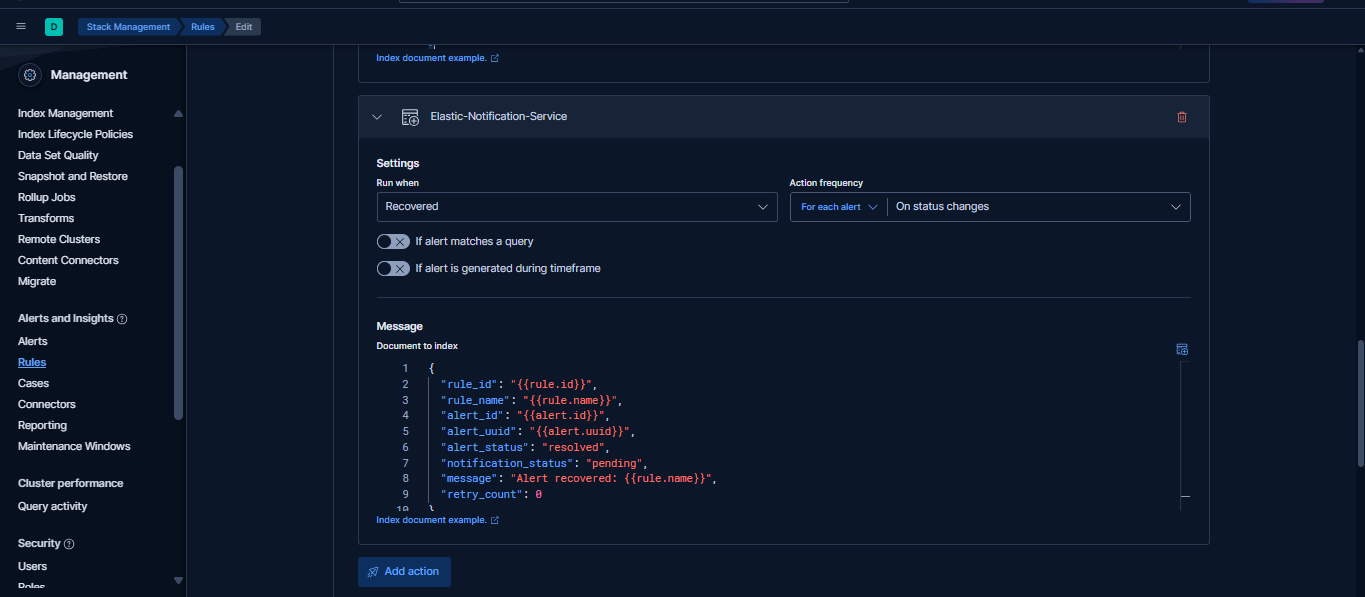 D
Stack Management
Rules
Edit
Management
Index Management
Index Lifecycle Policies
Data Set Quality
Snapshot and Restore
Rollup Jobs
Transforms
Remote Clusters
Content Connectors
Migrate
Alerts and Insights
Alerts
Rules
Cases
Connectors
Reporting
Maintenance Windows
Cluster performance
Query activity
Security
Users
Roles
Index document example.
Elastic-Notification-Service
Settings
Run when
Recovered
Action frequency
For each alert
On status changes
If alert matches a query
If alert is generated during timeframe
Message
Document to index
1 {
2 "rule_id": "{{rule.id}}",
3 "rule_name": "{{rule.name}}",
4 "alert_id": "{{alert.id}}",
5 "alert_uuid": "{{alert.uuid}}",
6 "alert_status": "resolved",
7 "notification_status": "pending",
8 "message": "Alert recovered: {{rule.name}}",
9 "retry_count": 0
10 }
Index document example.
Add action